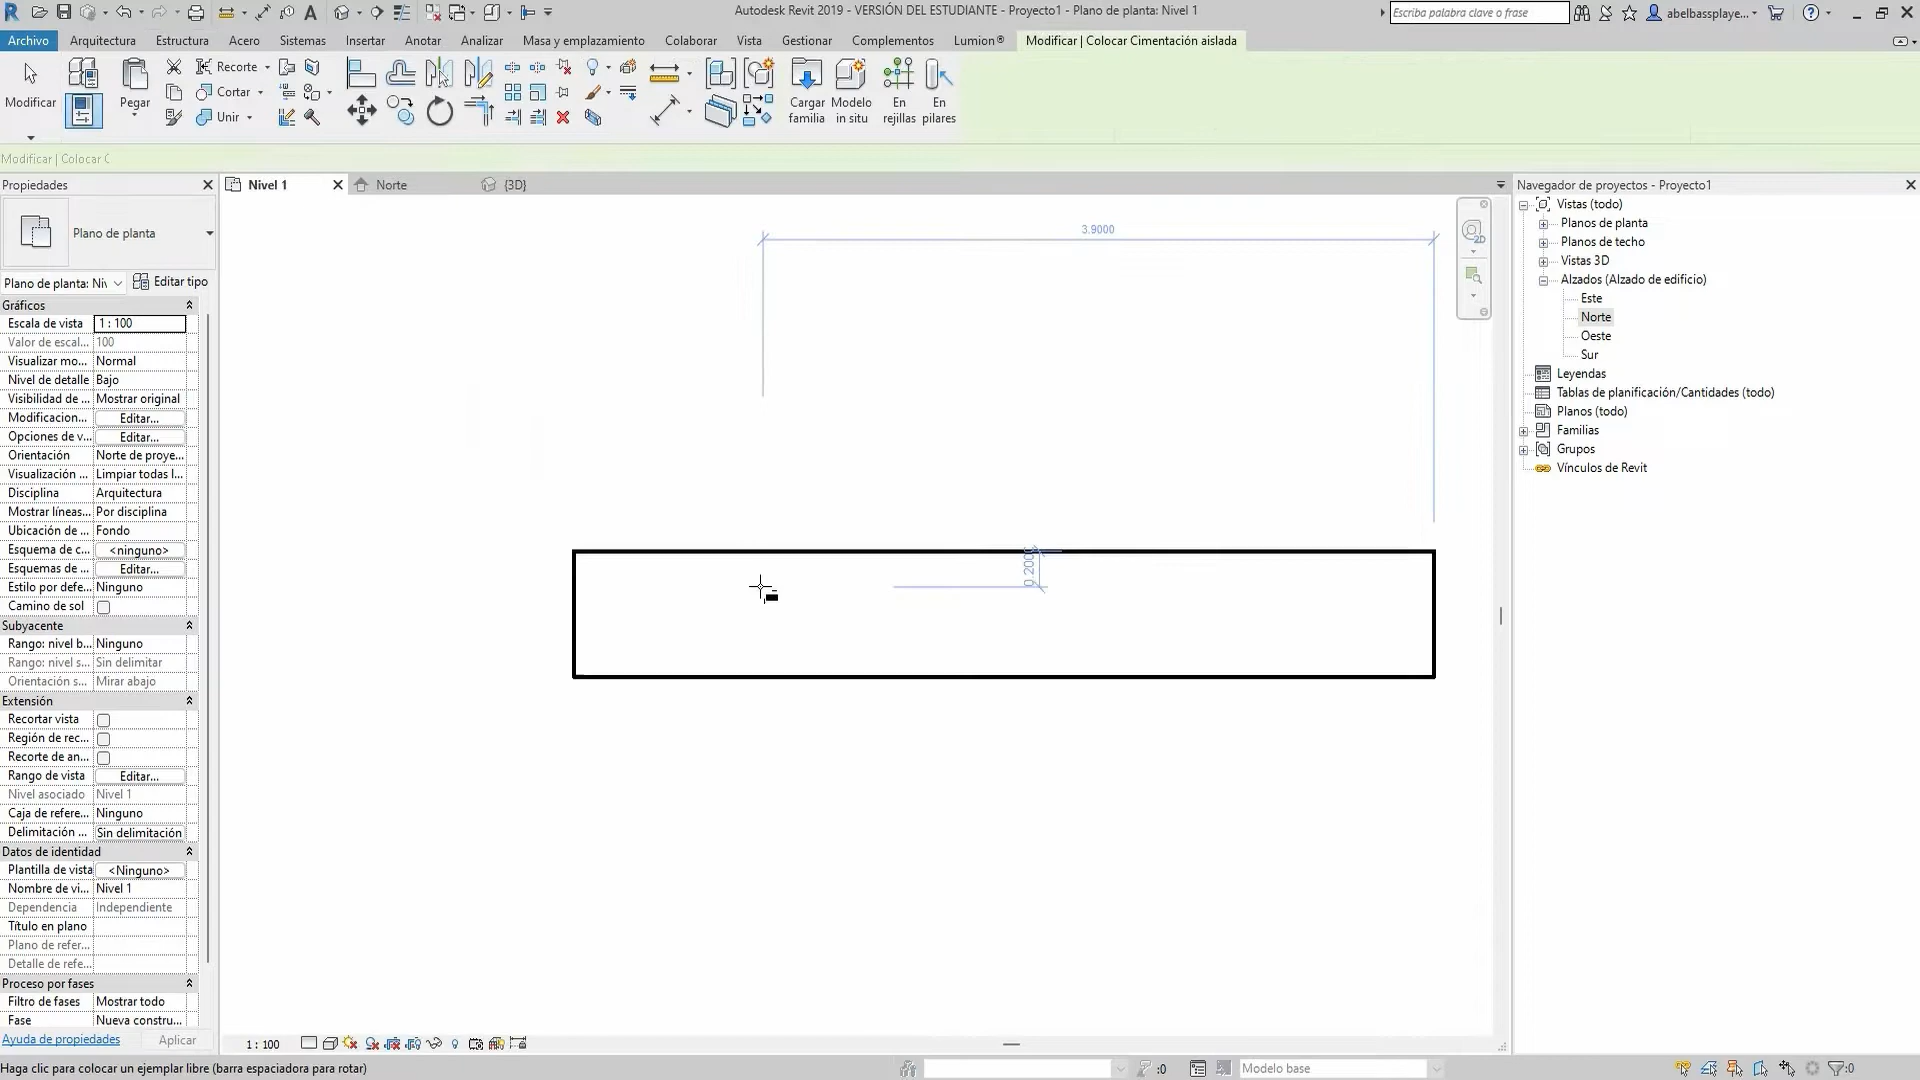 Autodesk Revit 2019 - VERSIÓN DEL ESTUDIANTE - Proyecto1 - Plano de planta: Nivel 1
Escriba palabra clave o frase
abelbassplaye...
Archivo
Arquitectura
Estructura
Acero
Sistemas
Insertar
Anotar
Analizar
Masa y emplazamiento
Colaborar
Vista
Gestionar
Complementos
Lumion®
Modificar | Colocar Cimentación aislada
Modificar
Pegar
Recorte
Cortar
Unir
Cargar familia
Modelo in situ
En rejillas
En pilares
Modificar | Colocar C
Propiedades
Nivel 1
Norte
{3D}
Navegador de proyectos - Proyecto1
Plano de planta
Plano de planta: Niv
Editar tipo
Gráficos
Escala de vista 1 : 100
Valor de escal... 100
Visualizar mo... Normal
Nivel de detalle Bajo
Visibilidad de ... Mostrar original
Modificacion... Editar...
Opciones de v... Editar...
Orientación Norte de proye...
Visualización ... Limpiar todas l...
Disciplina Arquitectura
Mostrar líneas... Por disciplina
Ubicación de ... Fondo
Esquema de c... <ninguno>
Esquemas de ... Editar...
Estilo por defe... Ninguno
Camino de sol
Subyacente
Rango: nivel b... Ninguno
Rango: nivel s... Sin delimitar
Orientación s... Mirar abajo
Extensión
Recortar vista
Región de rec...
Recorte de an...
Rango de vista Editar...
Nivel asociado Nivel 1
Caja de refere... Ninguno
Delimitación ... Sin delimitación
Datos de identidad
Plantilla de vista <Ninguno>
Nombre de vi... Nivel 1
Dependencia Independiente
Título en plano
Plano de refer...
Detalle de refe...
Proceso por fases
Filtro de fases Mostrar todo
Fase Nueva constru...
Ayuda de propiedades
Aplicar
3.9000
2D
Vistas (todo)
Planos de planta
Planos de techo
Vistas 3D
Alzados (Alzado de edificio)
Este
Norte
Oeste
Sur
Leyendas
Tablas de planificación/Cantidades (todo)
Planos (todo)
Familias
Grupos
Vínculos de Revit
1 : 100
Haga clic para colocar un ejemplar libre (barra espaciadora para rotar)
:0
Modelo base
:0